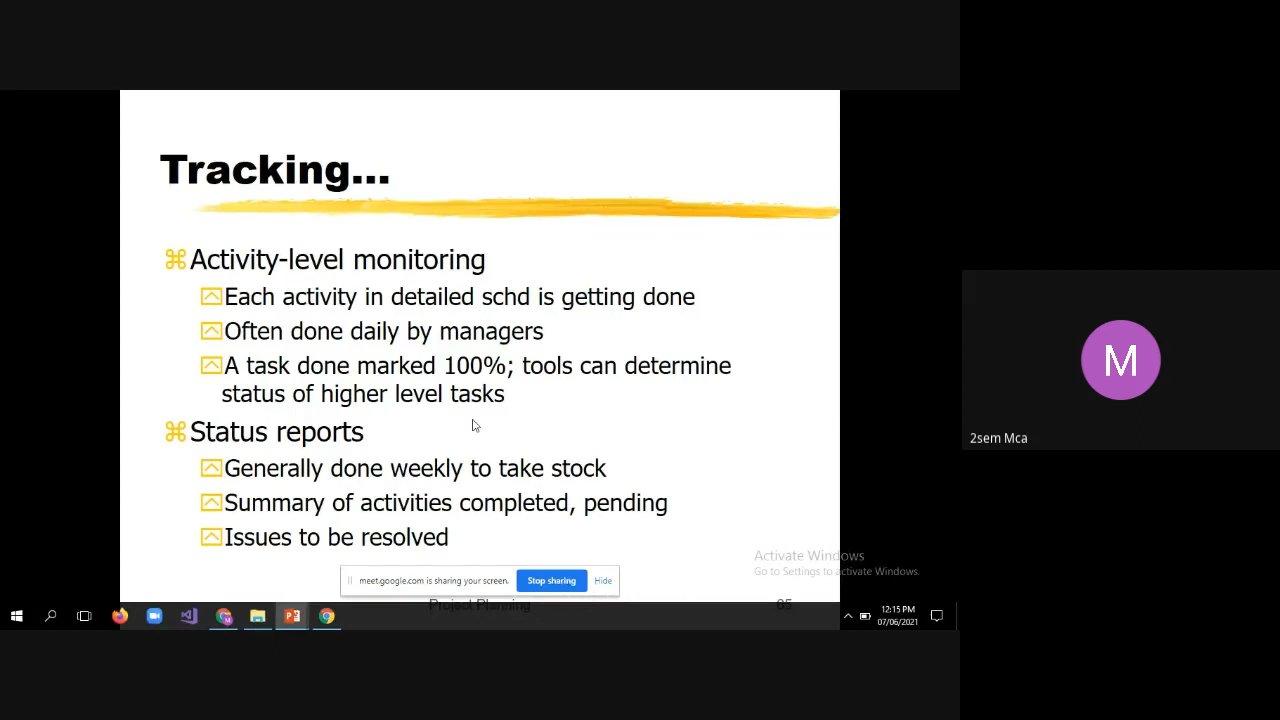 Tracking...
Activity-level monitoring
Each activity in detailed schd is getting done
Often done daily by managers
A task done marked 100%; tools can determine
status of higher level tasks
Status reports
Generally done weekly to take stock
Summary of activities completed, pending
Issues to be resolved
Activate Windows
Go to Settings to activate Windows.
meet.google.com is sharing your screen.
Stop sharing
Hide
Project Planning
85
12:15 PM
07/06/2021
M
2sem Mca